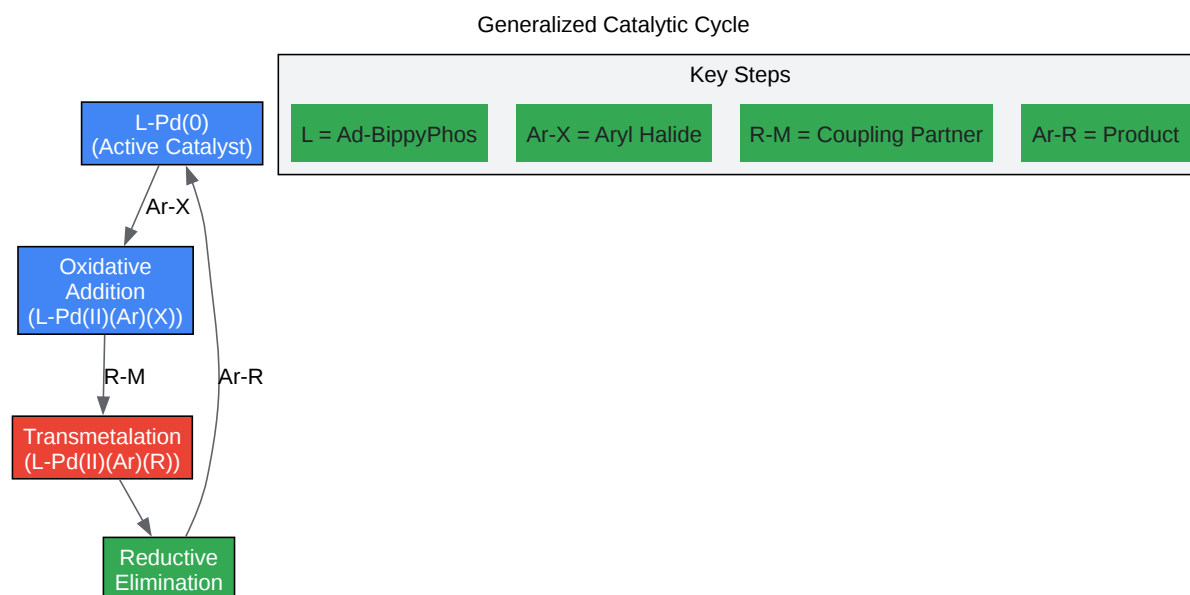 Generalized Catalytic Cycle
Key Steps
L = Ad-BippyPhos
Ar-X = Aryl Halide
R-M = Coupling Partner
Ar-R = Product
L-Pd(0)
(Active Catalyst)
Ar-X
Oxidative
Addition
(L-Pd(II)(Ar)(X))
R-M
Ar-R
Transmetalation
(L-Pd(II)(Ar)(R))
Reductive
Elimination